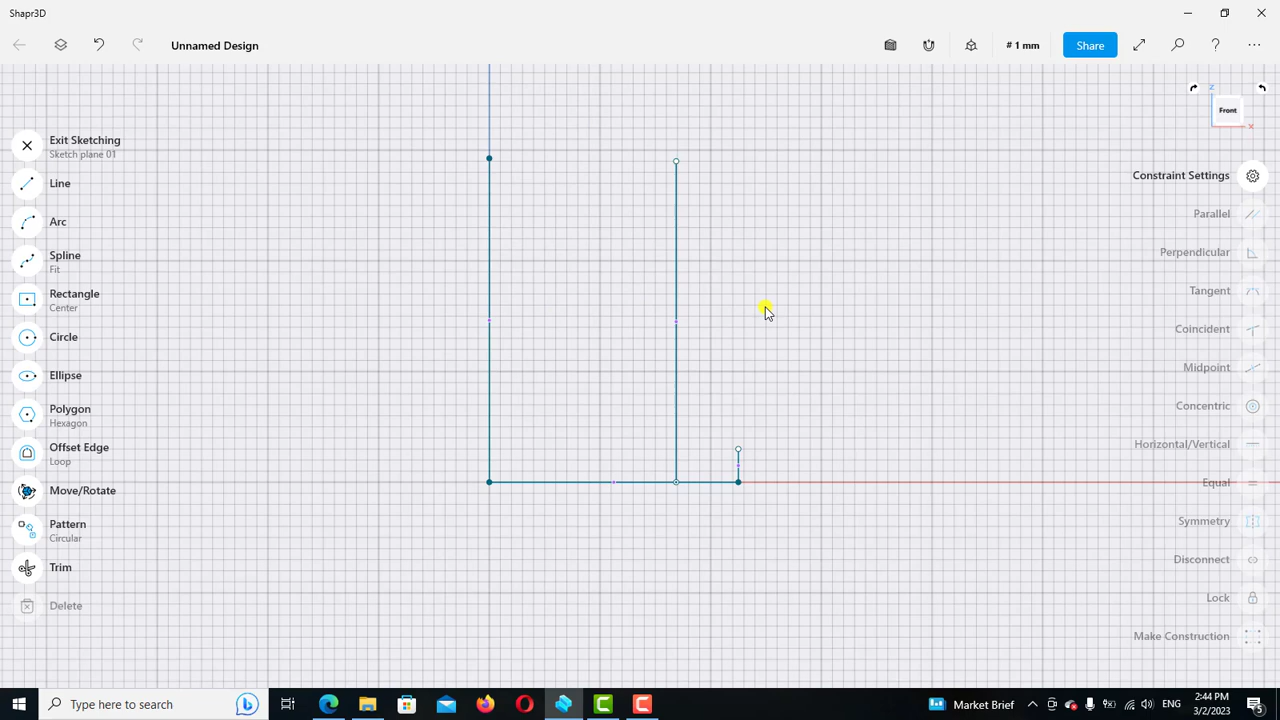 Shapr3D
Unnamed Design
# 1 mm
Share
Z
Front
X
Exit Sketching
Sketch plane 01
Line
Arc
Spline
Fit
Rectangle
Center
Circle
Ellipse
Polygon
Hexagon
Offset Edge
Loop
Move/Rotate
Pattern
Circular
Trim
Delete
Constraint Settings
Parallel
Perpendicular
Tangent
Coincident
Midpoint
Concentric
Horizontal/Vertical
Equal
Symmetry
Disconnect
Lock
Make Construction
Type here to search
Market Brief
ENG
2:44 PM
3/2/2023